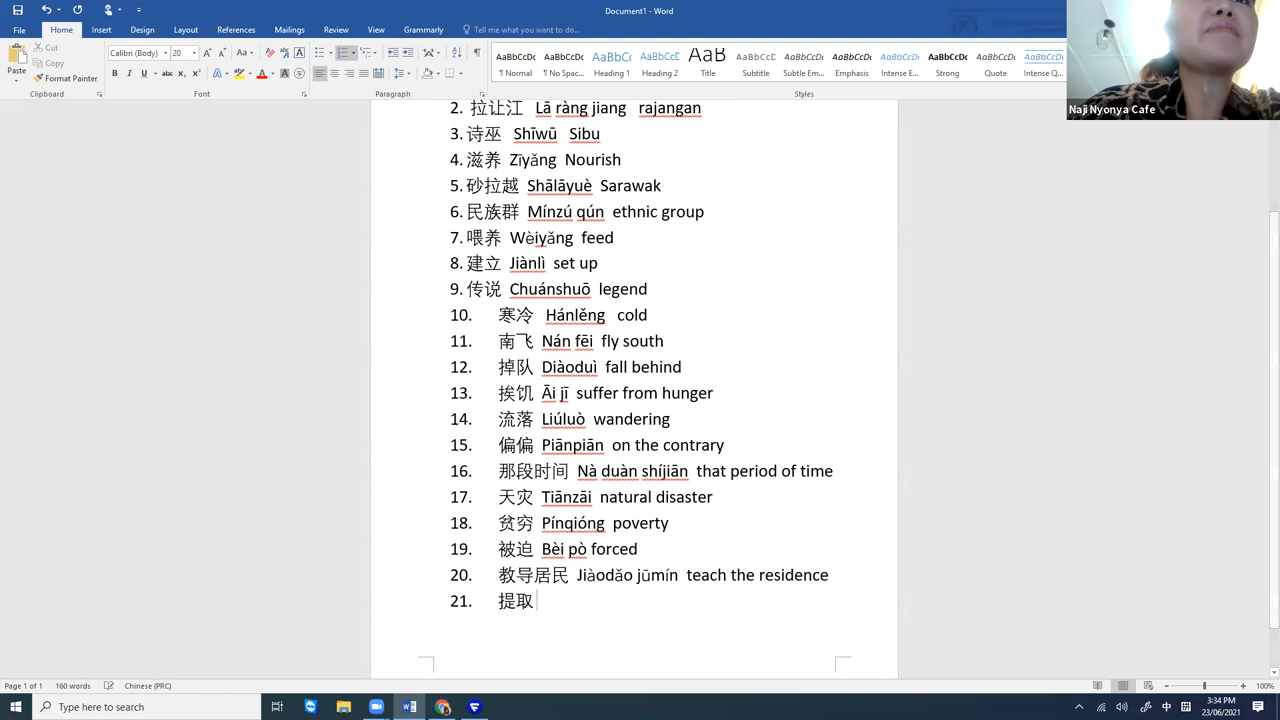 Document1 - Word
File Home Insert Draw Design Layout References Mailings Review View Grammarly Tell me what you want to do
Cut
Copy
Format Painter
Paste
Calibri (Body) 20
AaBbCcDc AaBbCcDc AaBbCc AaBbCcD AaB AaBbCcD AaBbCcDc AaBbCcDc AaBbCcDc AaBbCcDc AaBbCcDc AaBbCcDc
¶ Normal ¶ No Spac... Heading 1 Heading 2 Title Subtitle Subtle Em... Emphasis Intense E... Strong Quote Intense Q...
Clipboard Font Paragraph Styles
Naji Nyonya Cafe
2. 拉让江 Lā ràng jiang rajangan
3. 诗巫 Shīwū Sibu
4. 滋养 Zīyǎng Nourish
5. 砂拉越 Shālāyuè Sarawak
6. 民族群 Mínzú qún ethnic group
7. 喂养 Wèiyǎng feed
8. 建立 Jiànlì set up
9. 传说 Chuánshuō legend
10. 寒冷 Hánlěng cold
11. 南飞 Nán fēi fly south
12. 掉队 Diàoduì fall behind
13. 挨饥 Āi jī suffer from hunger
14. 流落 Liúluò wandering
15. 偏偏 Piānpiān on the contrary
16. 那段时间 Nà duàn shíjiān that period of time
17. 天灾 Tiānzāi natural disaster
18. 贫穷 Pínqióng poverty
19. 被迫 Bèi pò forced
20. 教导居民 Jiàodǎo jūmín teach the residence
21. 提取
Page 1 of 1 160 words Chinese (PRC) 100%
Type here to search
中
3:34 PM
23/06/2021